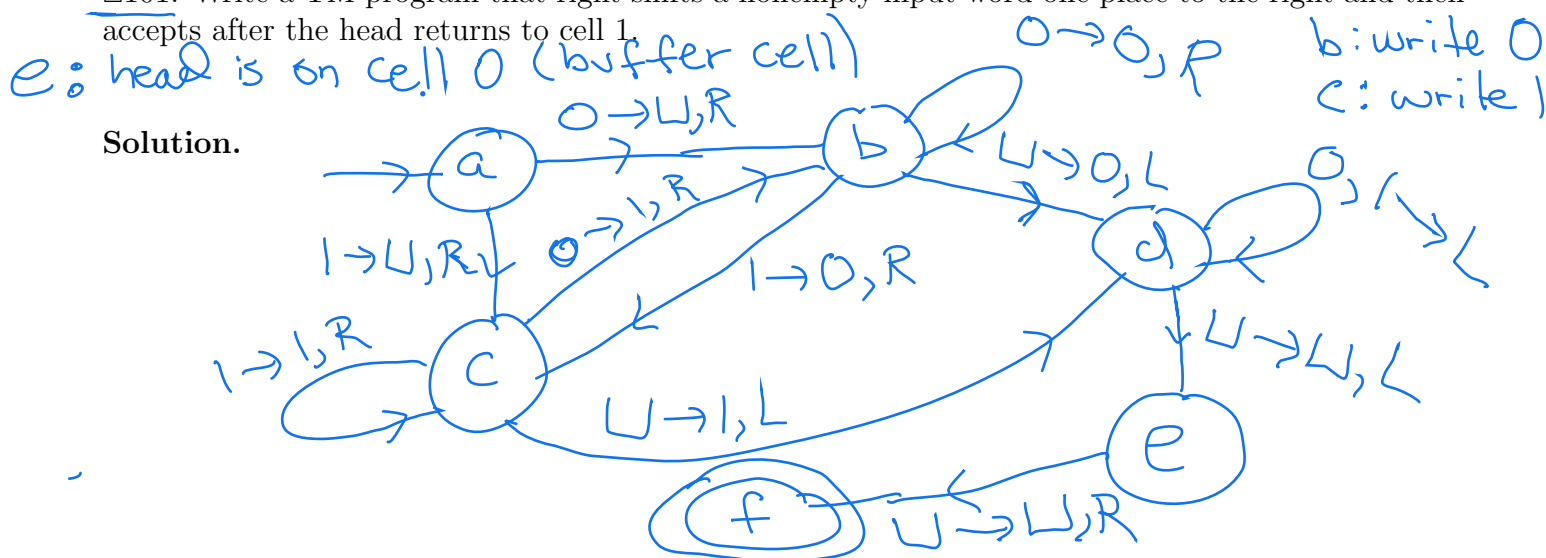 accepts after the head returns to cell 1.
e: head is on cell 0 (buffer cell)
0→0,R
b: write 0
c: write 1
Solution.
a
0→⊔,R
b
⊔→0,L
0,1→L
1→⊔,R
0→1,R
1→0,R
d
1→1,R
c
⊔→1,L
⊔→⊔,L
e
f
⊔→⊔,R